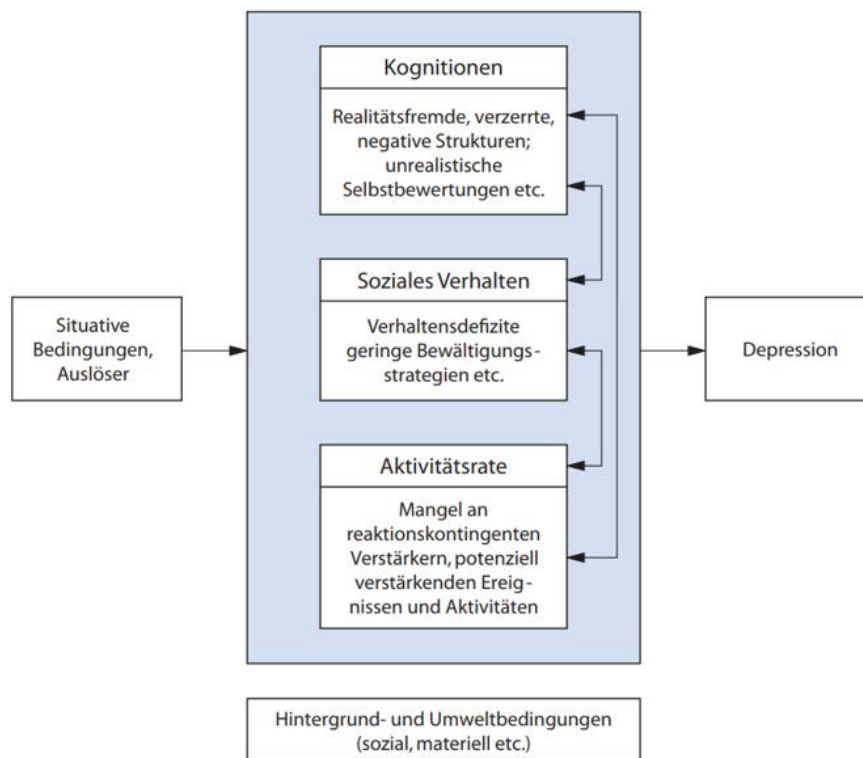 Kognitionen
Realitätsfremde, verzerrte,
negative Strukturen;
unrealistische
Selbstbewertungen etc.
Soziales Verhalten
Verhaltensdefizite
geringe Bewältigungs-
strategien etc.
Situative
Bedingungen,
Auslöser
Depression
Aktivitätsrate
Mangel an
reaktionskontingenten
Verstärkern, potenziell
verstärkenden Ereig-
nissen und Aktivitäten
Hintergrund- und Umweltbedingungen
(sozial, materiell etc.)